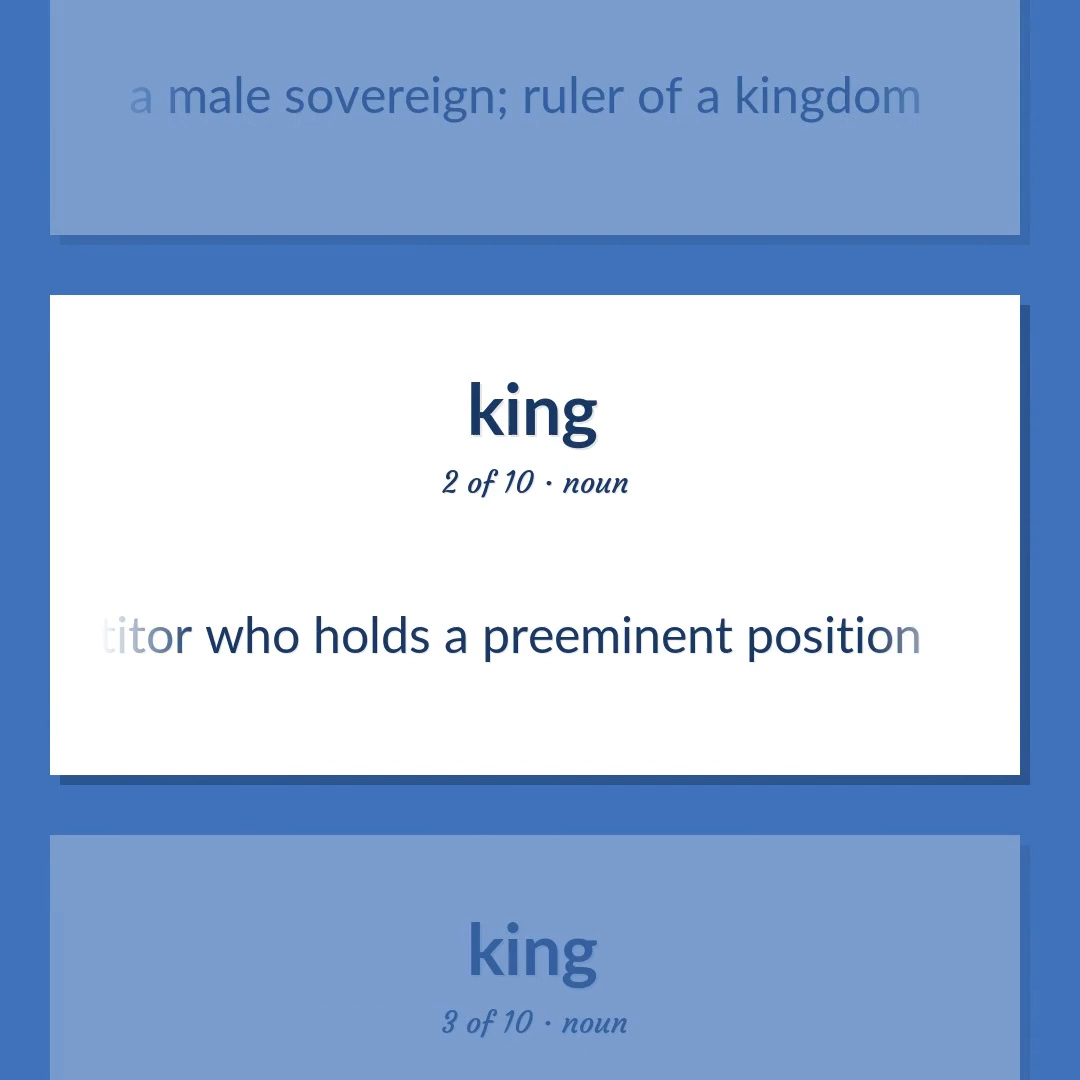 a male sovereign; ruler of a kingdom
king
2 of 10 · noun
titor who holds a preeminent position
king
3 of 10 · noun